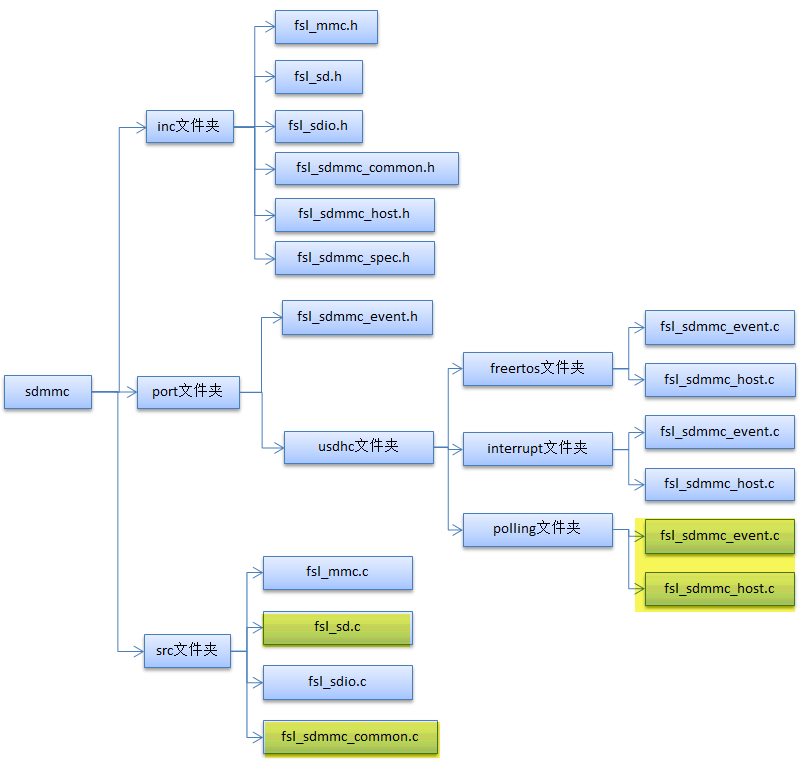 sdmmc
inc文件夹
fsl_mmc.h
fsl_sd.h
fsl_sdio.h
fsl_sdmmc_common.h
fsl_sdmmc_host.h
fsl_sdmmc_spec.h
port文件夹
fsl_sdmmc_event.h
usdhc文件夹
freertos文件夹
fsl_sdmmc_event.c
fsl_sdmmc_host.c
interrupt文件夹
fsl_sdmmc_event.c
fsl_sdmmc_host.c
polling文件夹
fsl_sdmmc_event.c
fsl_sdmmc_host.c
src文件夹
fsl_mmc.c
fsl_sd.c
fsl_sdio.c
fsl_sdmmc_common.c